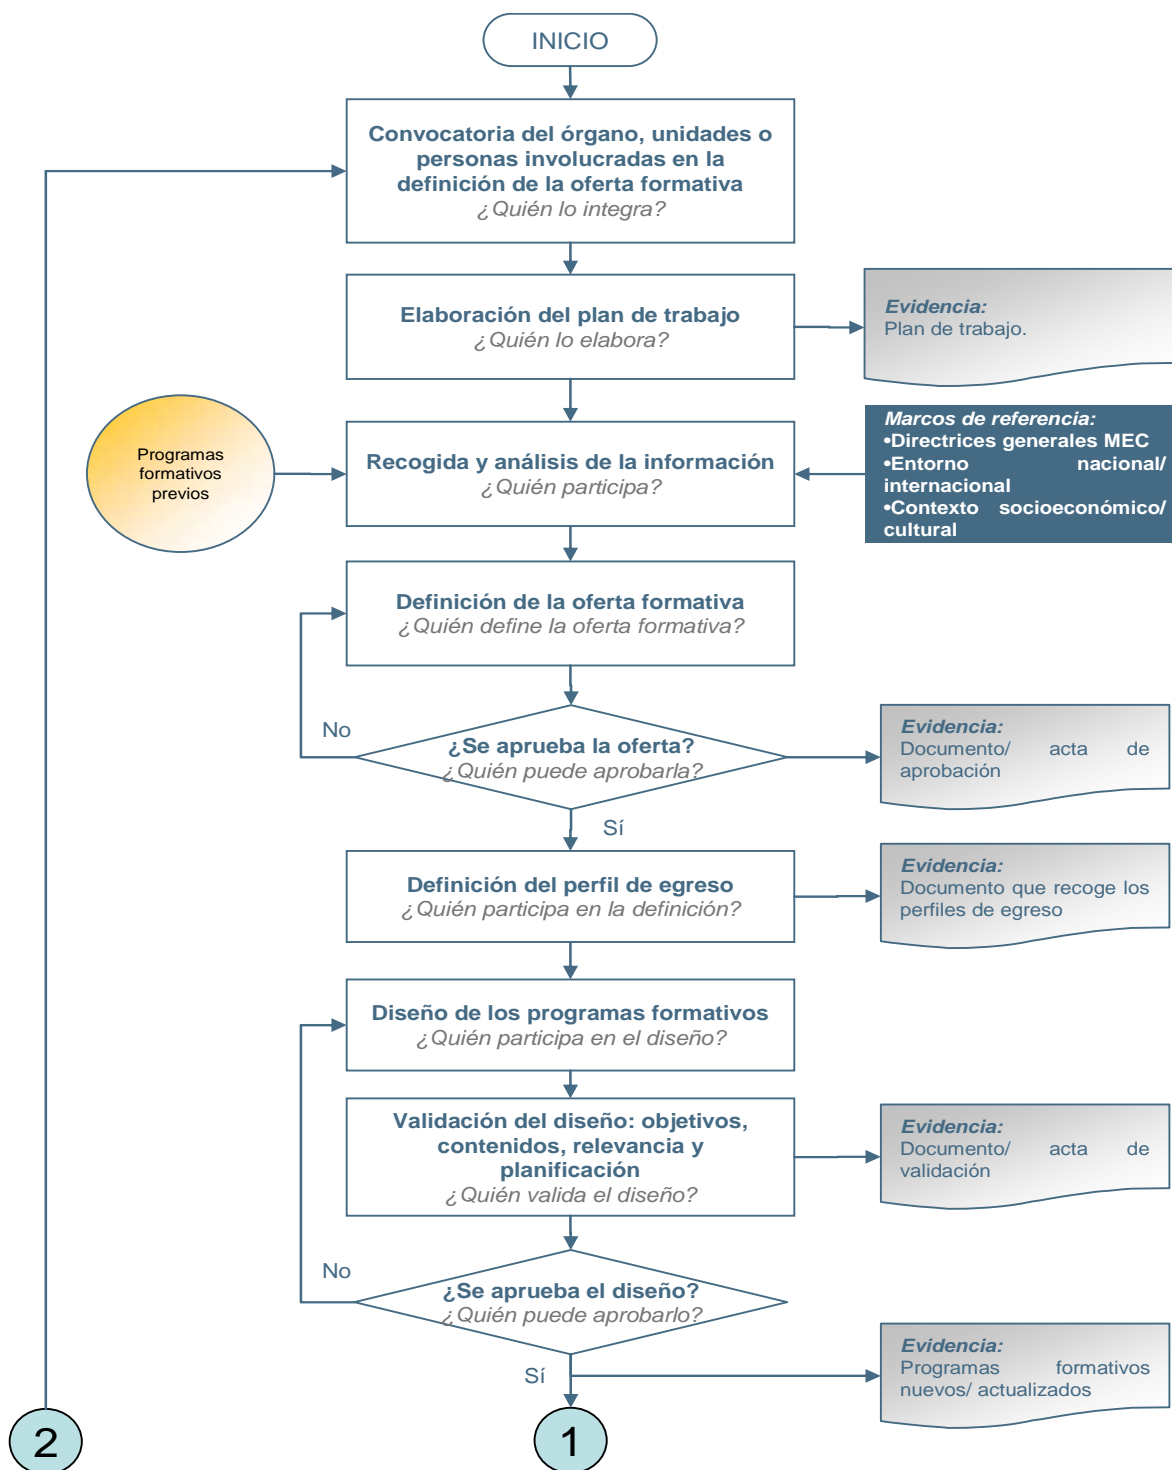 INICIO
Convocatoria del órgano, unidades o
personas involucradas en la
definición de la oferta formativa
¿Quién lo integra?
Elaboración del plan de trabajo
¿Quién lo elabora?
Evidencia:
Plan de trabajo.
Programas
formativos
previos
Recogida y análisis de la información
¿Quién participa?
Marcos de referencia:
•Directrices generales MEC
•Entorno nacional/
internacional
•Contexto socioeconómico/
cultural
Definición de la oferta formativa
¿Quién define la oferta formativa?
No
¿Se aprueba la oferta?
¿Quién puede aprobarla?
Evidencia:
Documento/ acta de
aprobación
Sí
Definición del perfil de egreso
¿Quién participa en la definición?
Evidencia:
Documento que recoge los
perfiles de egreso
Diseño de los programas formativos
¿Quién participa en el diseño?
Validación del diseño: objetivos,
contenidos, relevancia y
planificación
¿Quién valida el diseño?
Evidencia:
Documento/ acta de
validación
No
¿Se aprueba el diseño?
¿Quién puede aprobarlo?
Sí
Evidencia:
Programas formativos
nuevos/ actualizados
2
1